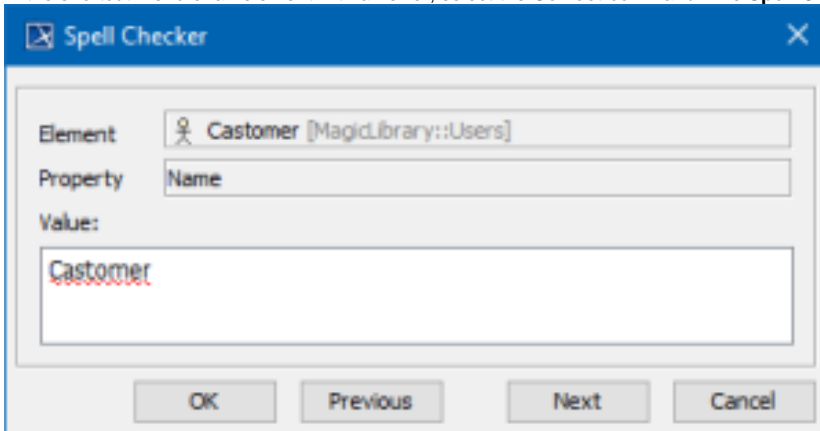 Spell Checker
Element Castomer [MagicLibrary::Users]
Property Name
Value:
Castomer
OK Previous Next Cancel